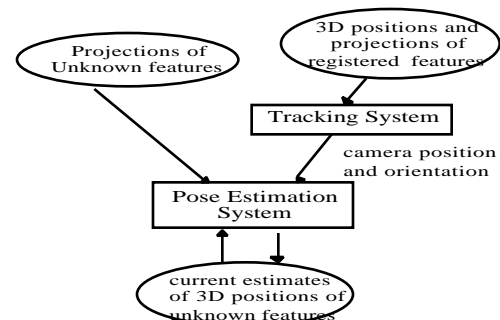 Projections of
Unknown features
3D positions and
projections of
registered features
Tracking System
camera position
and orientation
Pose Estimation
System
current estimates
of 3D positions of
unknown features